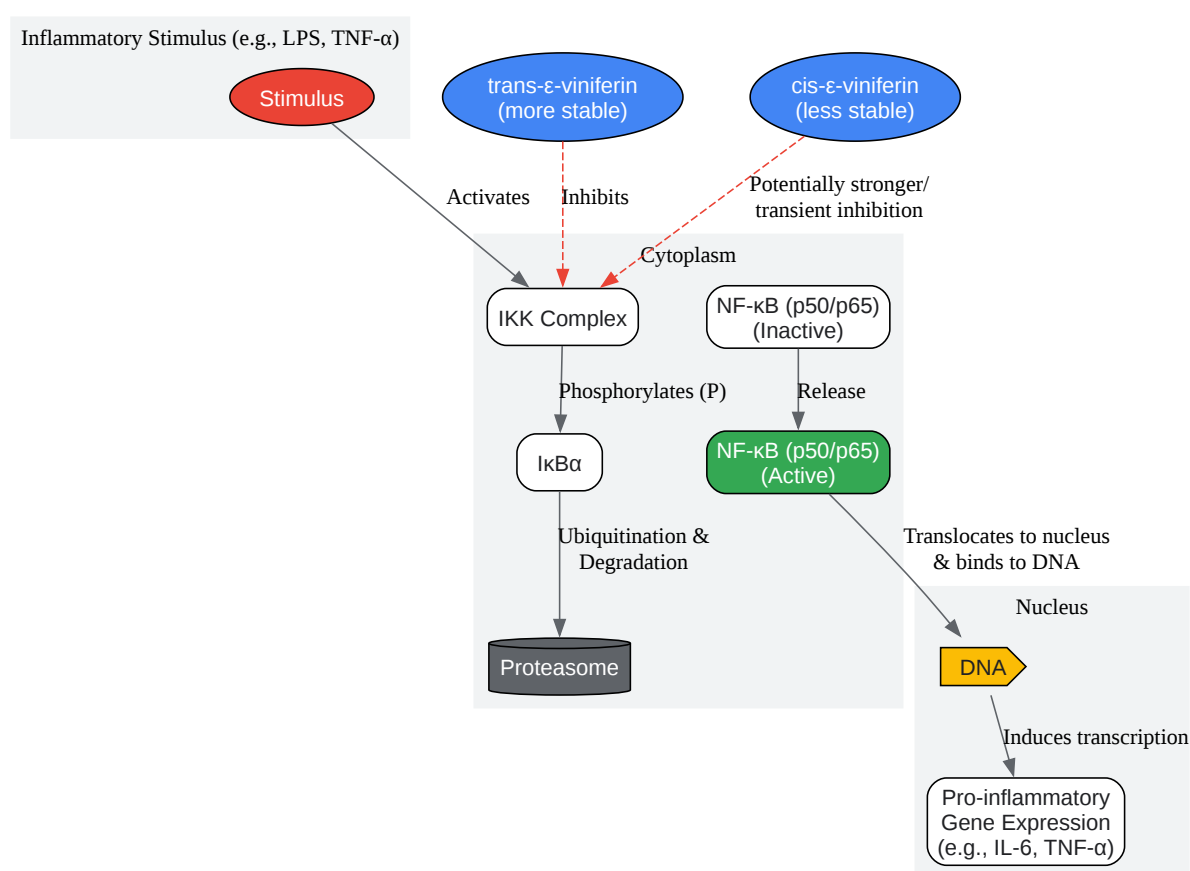 Inflammatory Stimulus (e.g., LPS, TNF-α)
Stimulus
trans-ε-viniferin
(more stable)
cis-ε-viniferin
(less stable)
Activates
Inhibits
Potentially stronger/
transient inhibition
Cytoplasm
IKK Complex
NF-κB (p50/p65)
(Inactive)
Phosphorylates (P)
Release
IκBα
NF-κB (p50/p65)
(Active)
Ubiquitination &
Degradation
Translocates to nucleus
& binds to DNA
Nucleus
Proteasome
DNA
Induces transcription
Pro-inflammatory
Gene Expression
(e.g., IL-6, TNF-α)